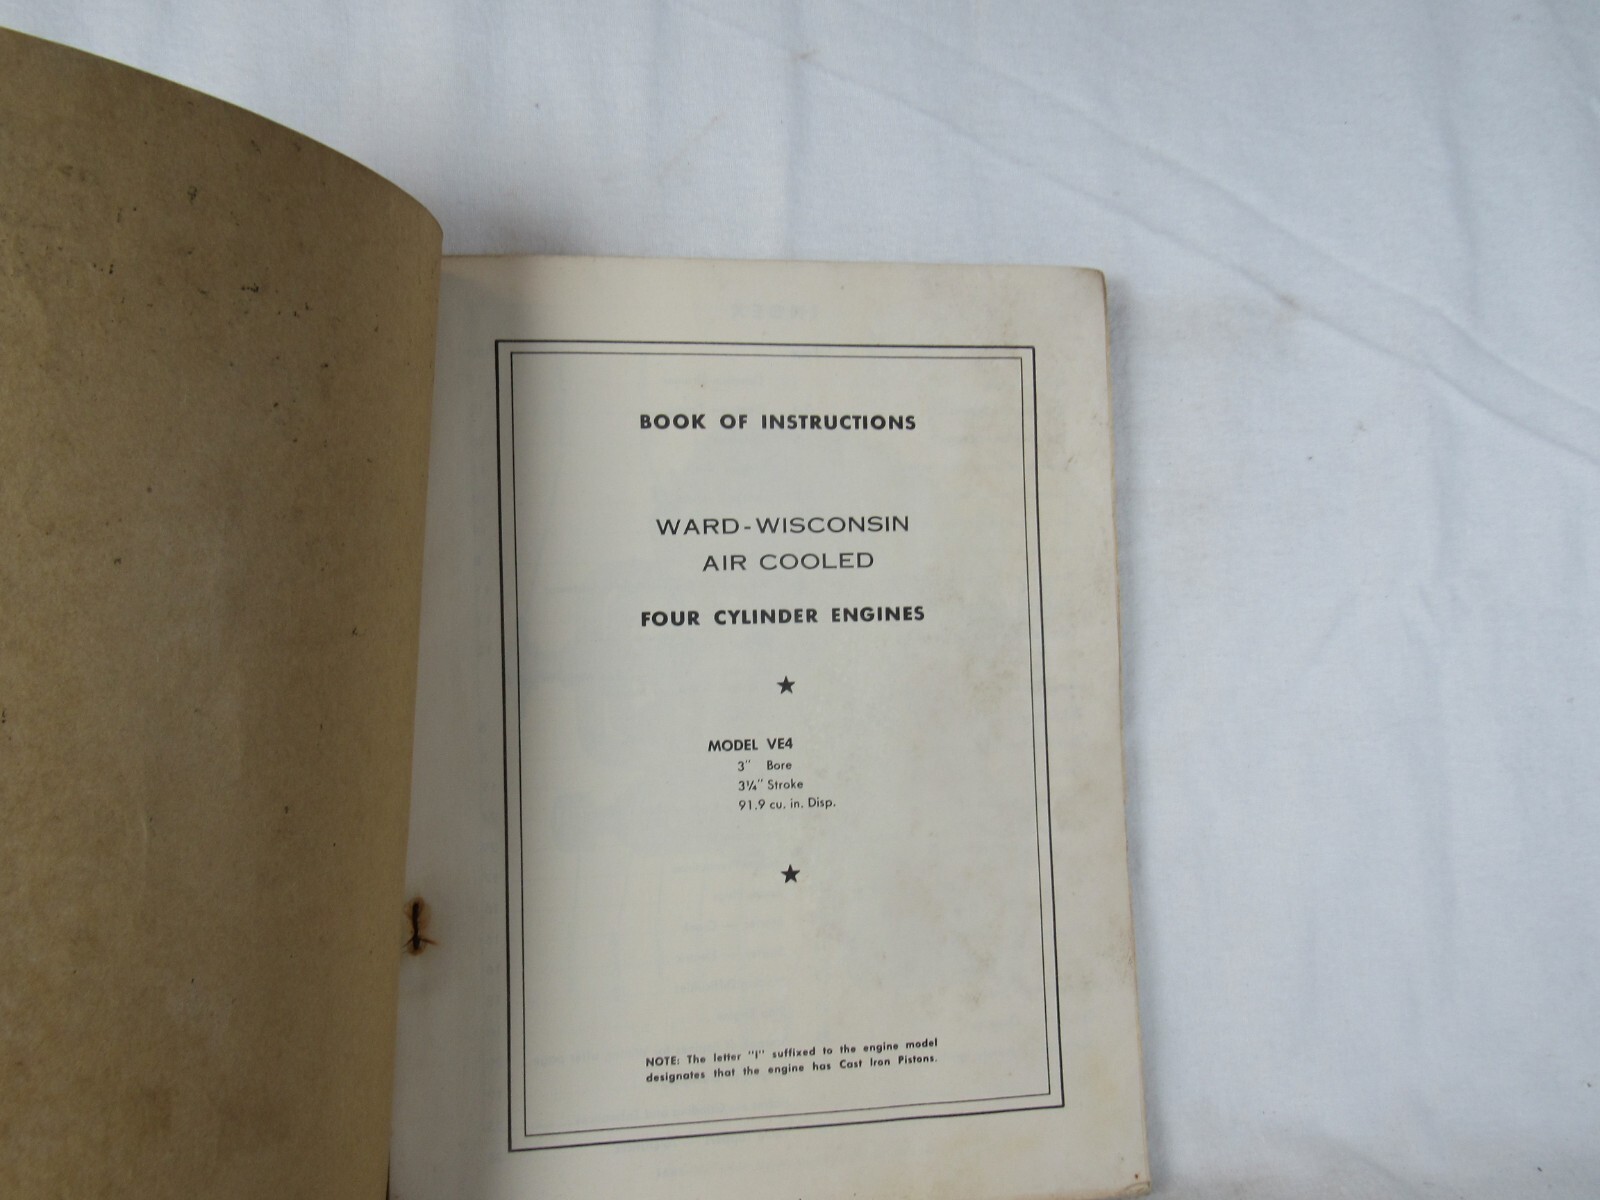 BOOK OF INSTRUCTIONS
WARD-WISCONSIN
AIR COOLED
FOUR CYLINDER ENGINES
★
MODEL VE4
3" Bore
3¼" Stroke
91.9 cu. in. Disp.
★
NOTE: The letter "I" suffixed to the engine model
designates that the engine has Cast Iron Pistons.